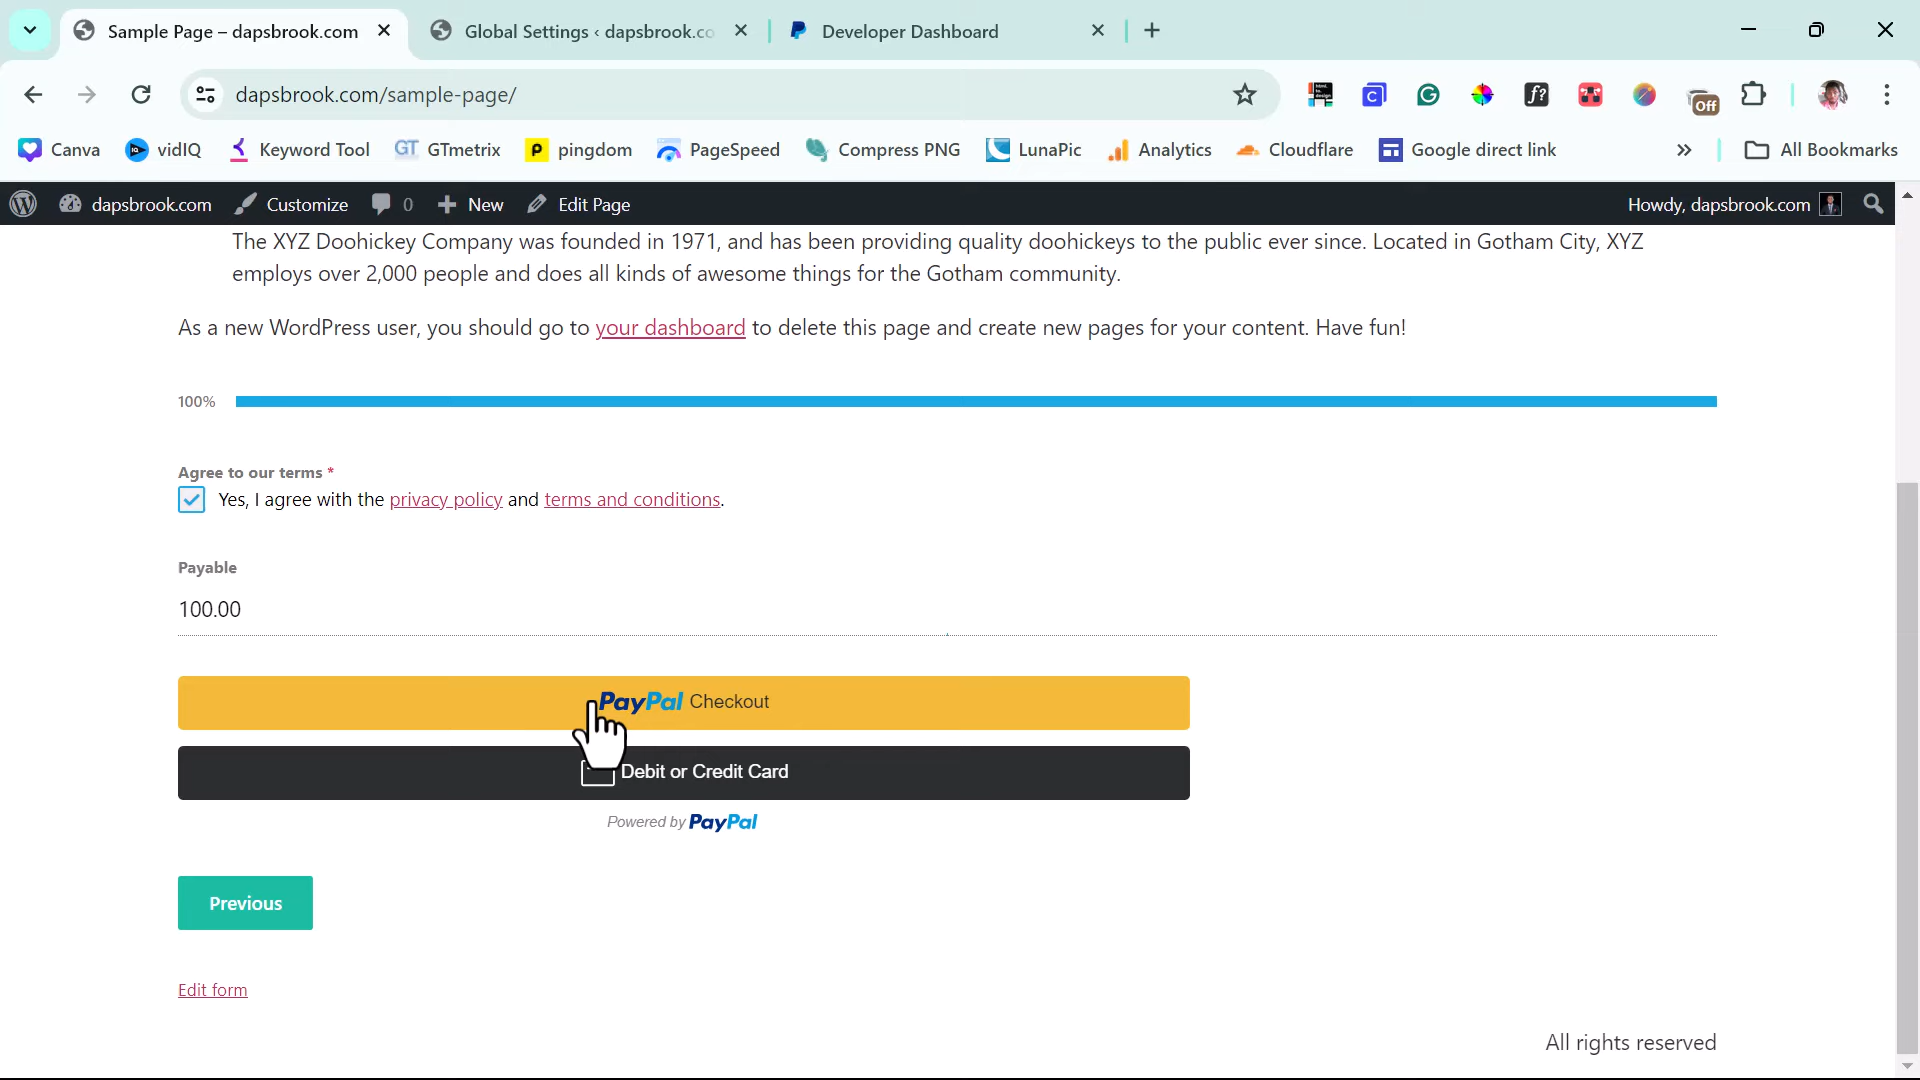 Sample Page – dapsbrook.com
Global Settings ‹ dapsbrook.co
Developer Dashboard
dapsbrook.com/sample-page/
Off
Canva
vidIQ
Keyword Tool
GT GTmetrix
p pingdom
PageSpeed
Compress PNG
LunaPic
Analytics
Cloudflare
Google direct link
»
All Bookmarks
dapsbrook.com
Customize
0
New
Edit Page
Howdy, dapsbrook.com
The XYZ Doohickey Company was founded in 1971, and has been providing quality doohickeys to the public ever since. Located in Gotham City, XYZ
employs over 2,000 people and does all kinds of awesome things for the Gotham community.
As a new WordPress user, you should go to your dashboard to delete this page and create new pages for your content. Have fun!
100%
Agree to our terms *
Yes, I agree with the privacy policy and terms and conditions.
Payable
100.00
PayPal Checkout
Debit or Credit Card
Powered by PayPal
Previous
Edit form
All rights reserved